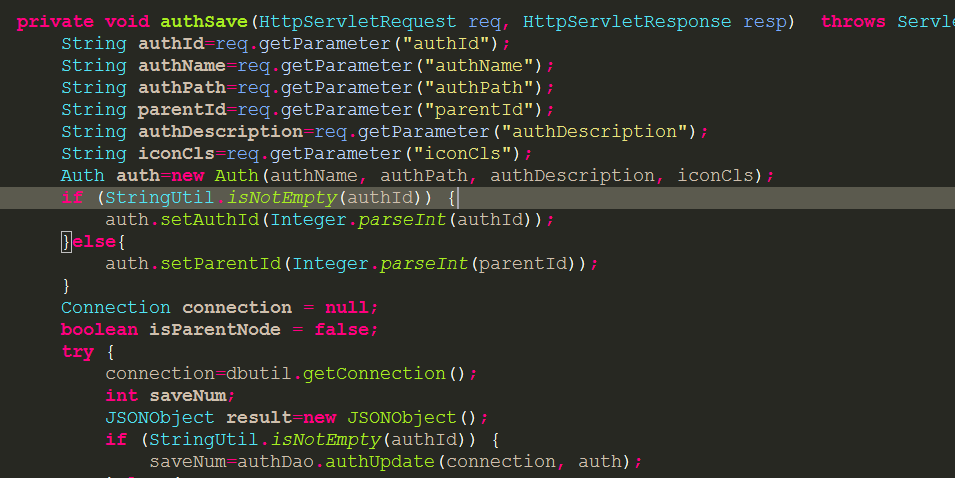 private void authSave(HttpServletRequest req, HttpServletResponse resp)  throws Servle
    String authId=req.getParameter("authId");
    String authName=req.getParameter("authName");
    String authPath=req.getParameter("authPath");
    String parentId=req.getParameter("parentId");
    String authDescription=req.getParameter("authDescription");
    String iconCls=req.getParameter("iconCls");
    Auth auth=new Auth(authName, authPath, authDescription, iconCls);
    if (StringUtil.isNotEmpty(authId)) {
        auth.setAuthId(Integer.parseInt(authId));
    }else{
        auth.setParentId(Integer.parseInt(parentId));
    }
    Connection connection = null;
    boolean isParentNode = false;
    try {
        connection=dbutil.getConnection();
        int saveNum;
        JSONObject result=new JSONObject();
        if (StringUtil.isNotEmpty(authId)) {
            saveNum=authDao.authUpdate(connection, auth);